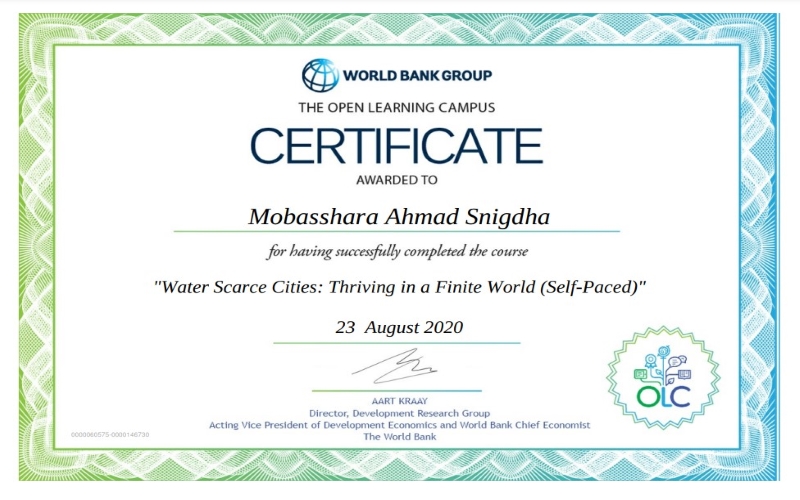 WORLD BANK GROUP
THE OPEN LEARNING CAMPUS
CERTIFICATE
AWARDED TO
Mobasshara Ahmad Snigdha
for having successfully completed the course
"Water Scarce Cities: Thriving in a Finite World (Self-Paced)"
23 August 2020
AART KRAAY
Director, Development Research Group
Acting Vice President of Development Economics and World Bank Chief Economist
The World Bank
OLC
0000060575-0000146730